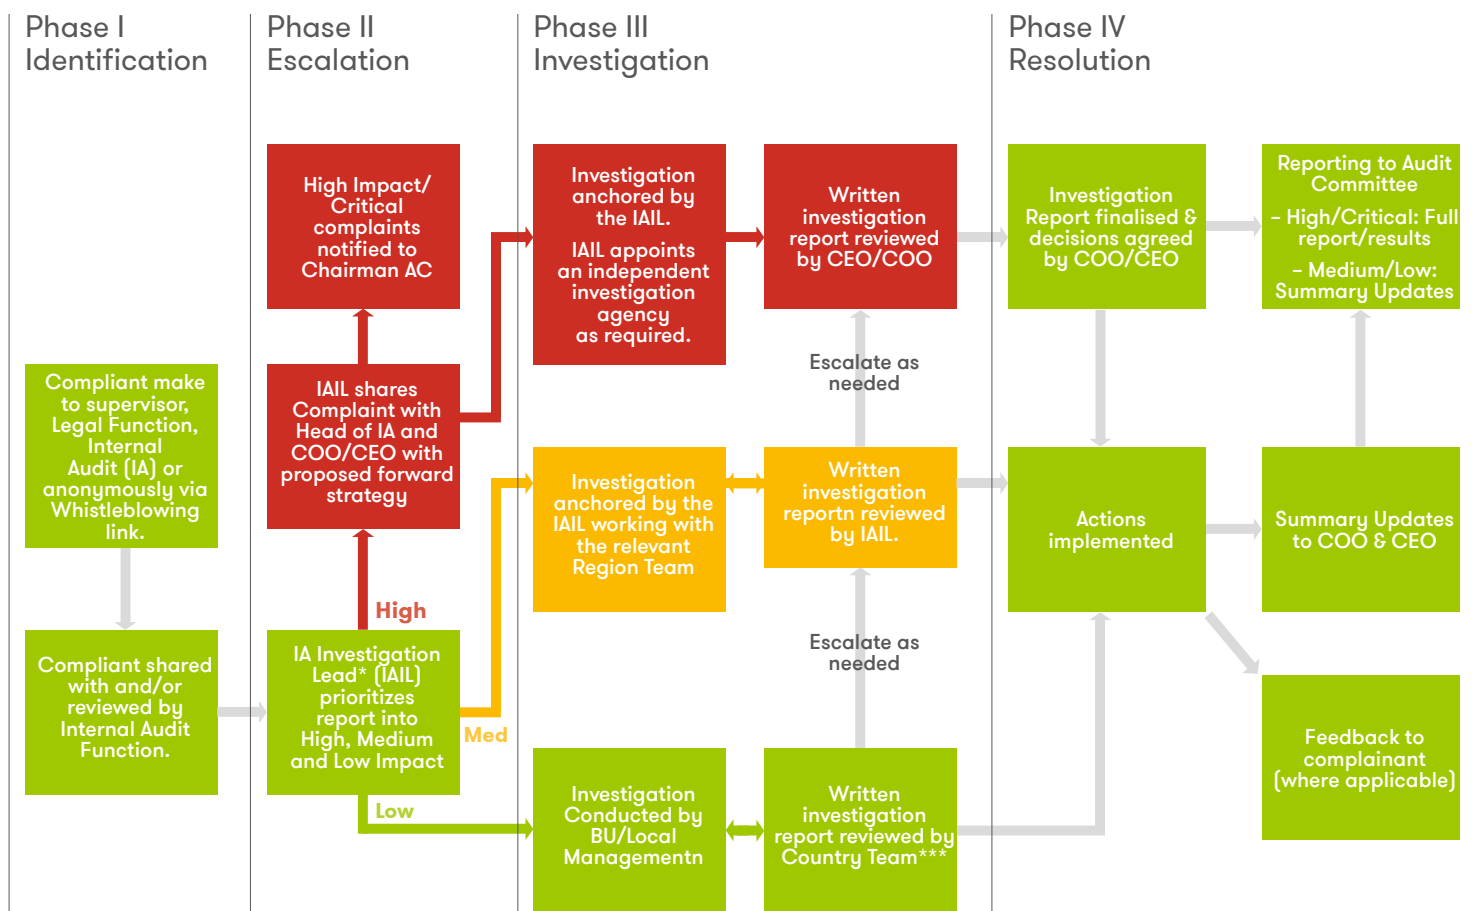 Phase I
Identification
Phase II
Escalation
Phase III
Investigation
Phase IV
Resolution
Compliant make
to supervisor,
Legal Function,
Internal
Audit (IA) or
anonymously via
Whistleblowing
link.
Compliant shared
with and/or
reviewed by
Internal Audit
Function.
High Impact/
Critical
complaints
notified to
Chairman AC
IAIL shares
Complaint with
Head of IA and
COO/CEO with
proposed forward
strategy
High
IA Investigation
Lead* (IAIL)
prioritizes
report into
High, Medium
and Low Impact
Med
Low
Investigation
anchored by
the IAIL.
IAIL appoints
an independent
investigation
agency
as required.
Written
investigation
report reviewed
by CEO/COO
Escalate as
needed
Investigation
anchored by the
IAIL working with
the relevant
Region Team
Written
investigation
reportn reviewed
by IAIL.
Escalate as
needed
Investigation
Conducted by
BU/Local
Managementn
Written
investigation
report reviewed by
Country Team***
Investigation
Report finalised &
decisions agreed
by COO/CEO
Reporting to Audit
Committee
– High/Critical: Full
report/results
– Medium/Low:
Summary Updates
Actions
implemented
Summary Updates
to COO & CEO
Feedback to
complainant
(where applicable)